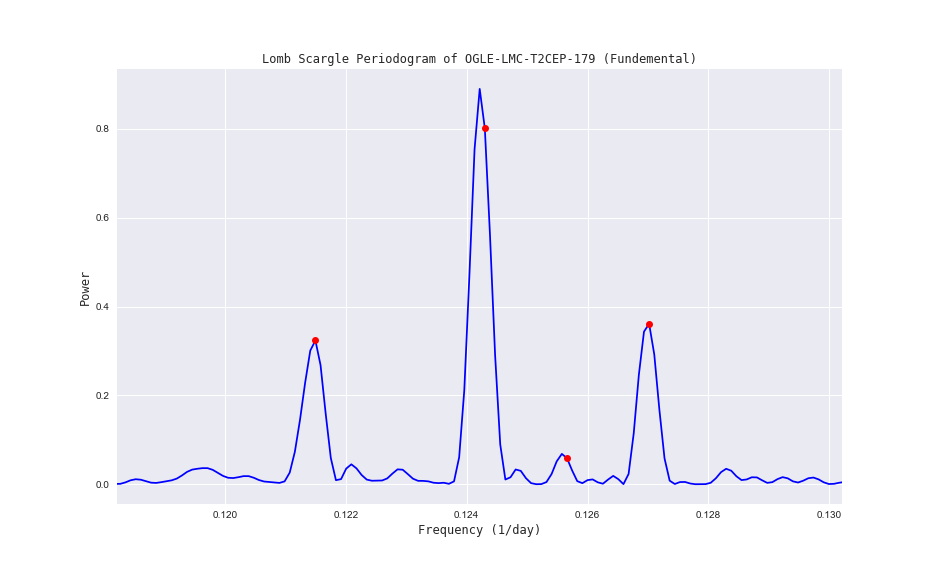 Lomb Scargle Periodogram of OGLE-LMC-T2CEP-179 (Fundemental)
0.8
0.6
0.4
0.2
0.0
Power
0.120 0.122 0.124 0.126 0.128 0.130
Frequency (1/day)